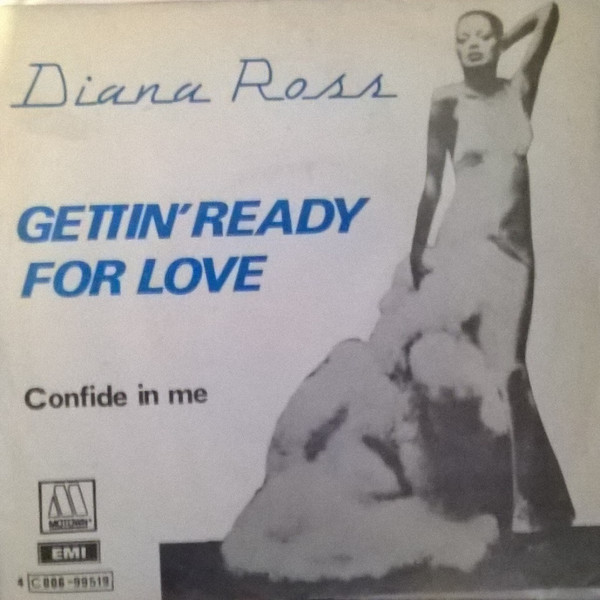 Diana Ross
GETTIN' READY
FOR LOVE
Confide in me
M
MOTOWN
EMI
4 C 006-99519